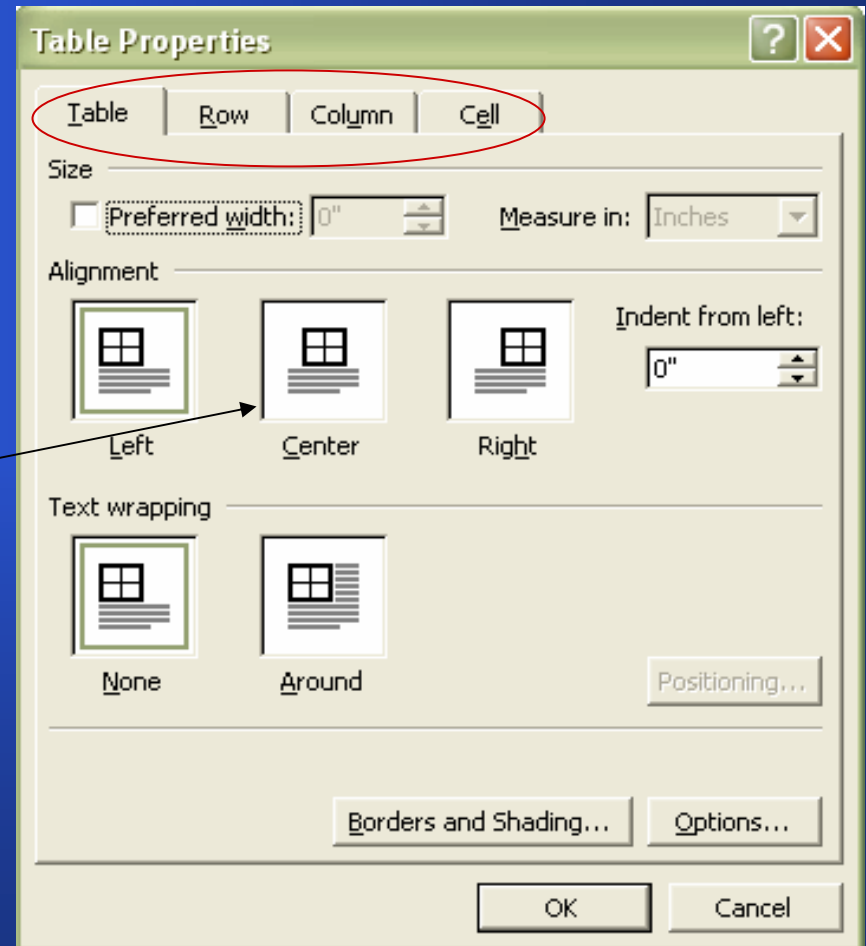 Table Properties
Table Row Column Cell
Size
Preferred width: 0" Measure in: Inches
Alignment
Indent from left:
0"
Left Center Right
Text wrapping
None Around
Positioning...
Borders and Shading... Options...
OK Cancel